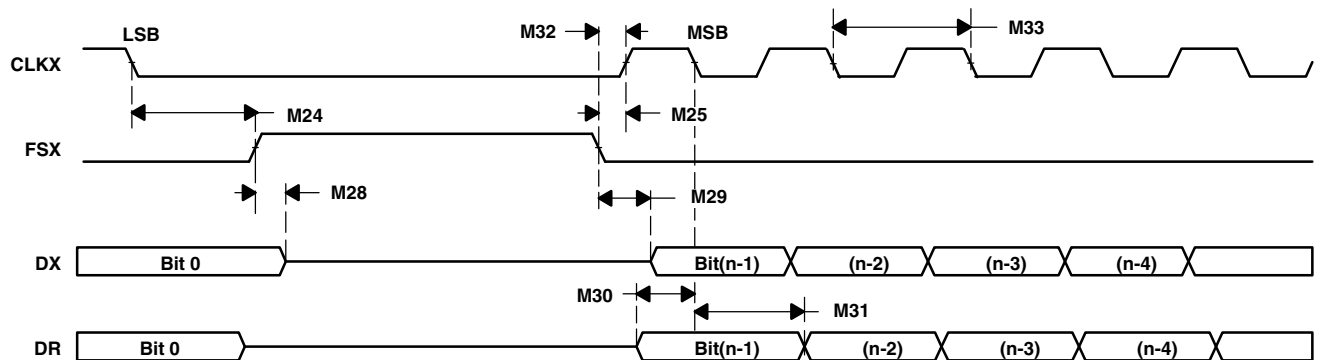 LSB M32 MSB M33
CLKX
M24 M25
FSX
M28 M29
DX Bit 0 Bit(n-1) (n-2) (n-3) (n-4)
M30 M31
DR Bit 0 Bit(n-1) (n-2) (n-3) (n-4)